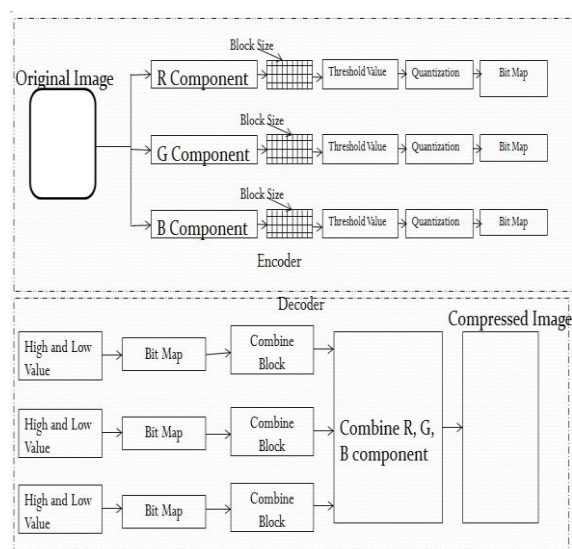 Block Size
Original Image
R Component
Threshold Value
Quantization
Bit Map
Block Size
G Component
Threshold Value
Quantization
Bit Map
Block Size
B Component
Threshold Value
Quantization
Bit Map
Encoder
Decoder
Compressed Image
High and Low
Value
Bit Map
Combine
Block
High and Low
Value
Bit Map
Combine
Block
Combine R, G,
B component
High and Low
Value
Bit Map
Combine
Block